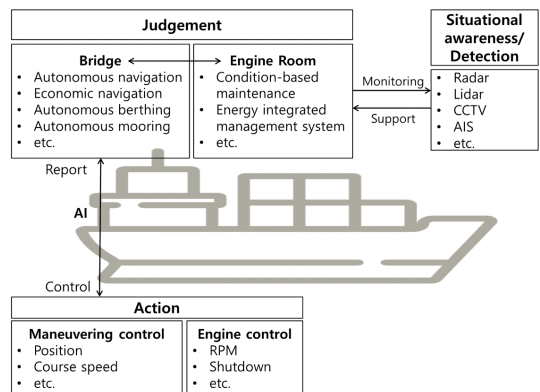 Judgement
Bridge
• Autonomous navigation
• Economic navigation
• Autonomous berthing
• Autonomous mooring
• etc.
Engine Room
• Condition-based
maintenance
• Energy integrated
management system
• etc.
Monitoring
Support
Situational
awareness/
Detection
• Radar
• Lidar
• CCTV
• AIS
• etc.
Report
AI
Control
Action
Maneuvering control
• Position
• Course speed
• etc.
Engine control
• RPM
• Shutdown
• etc.